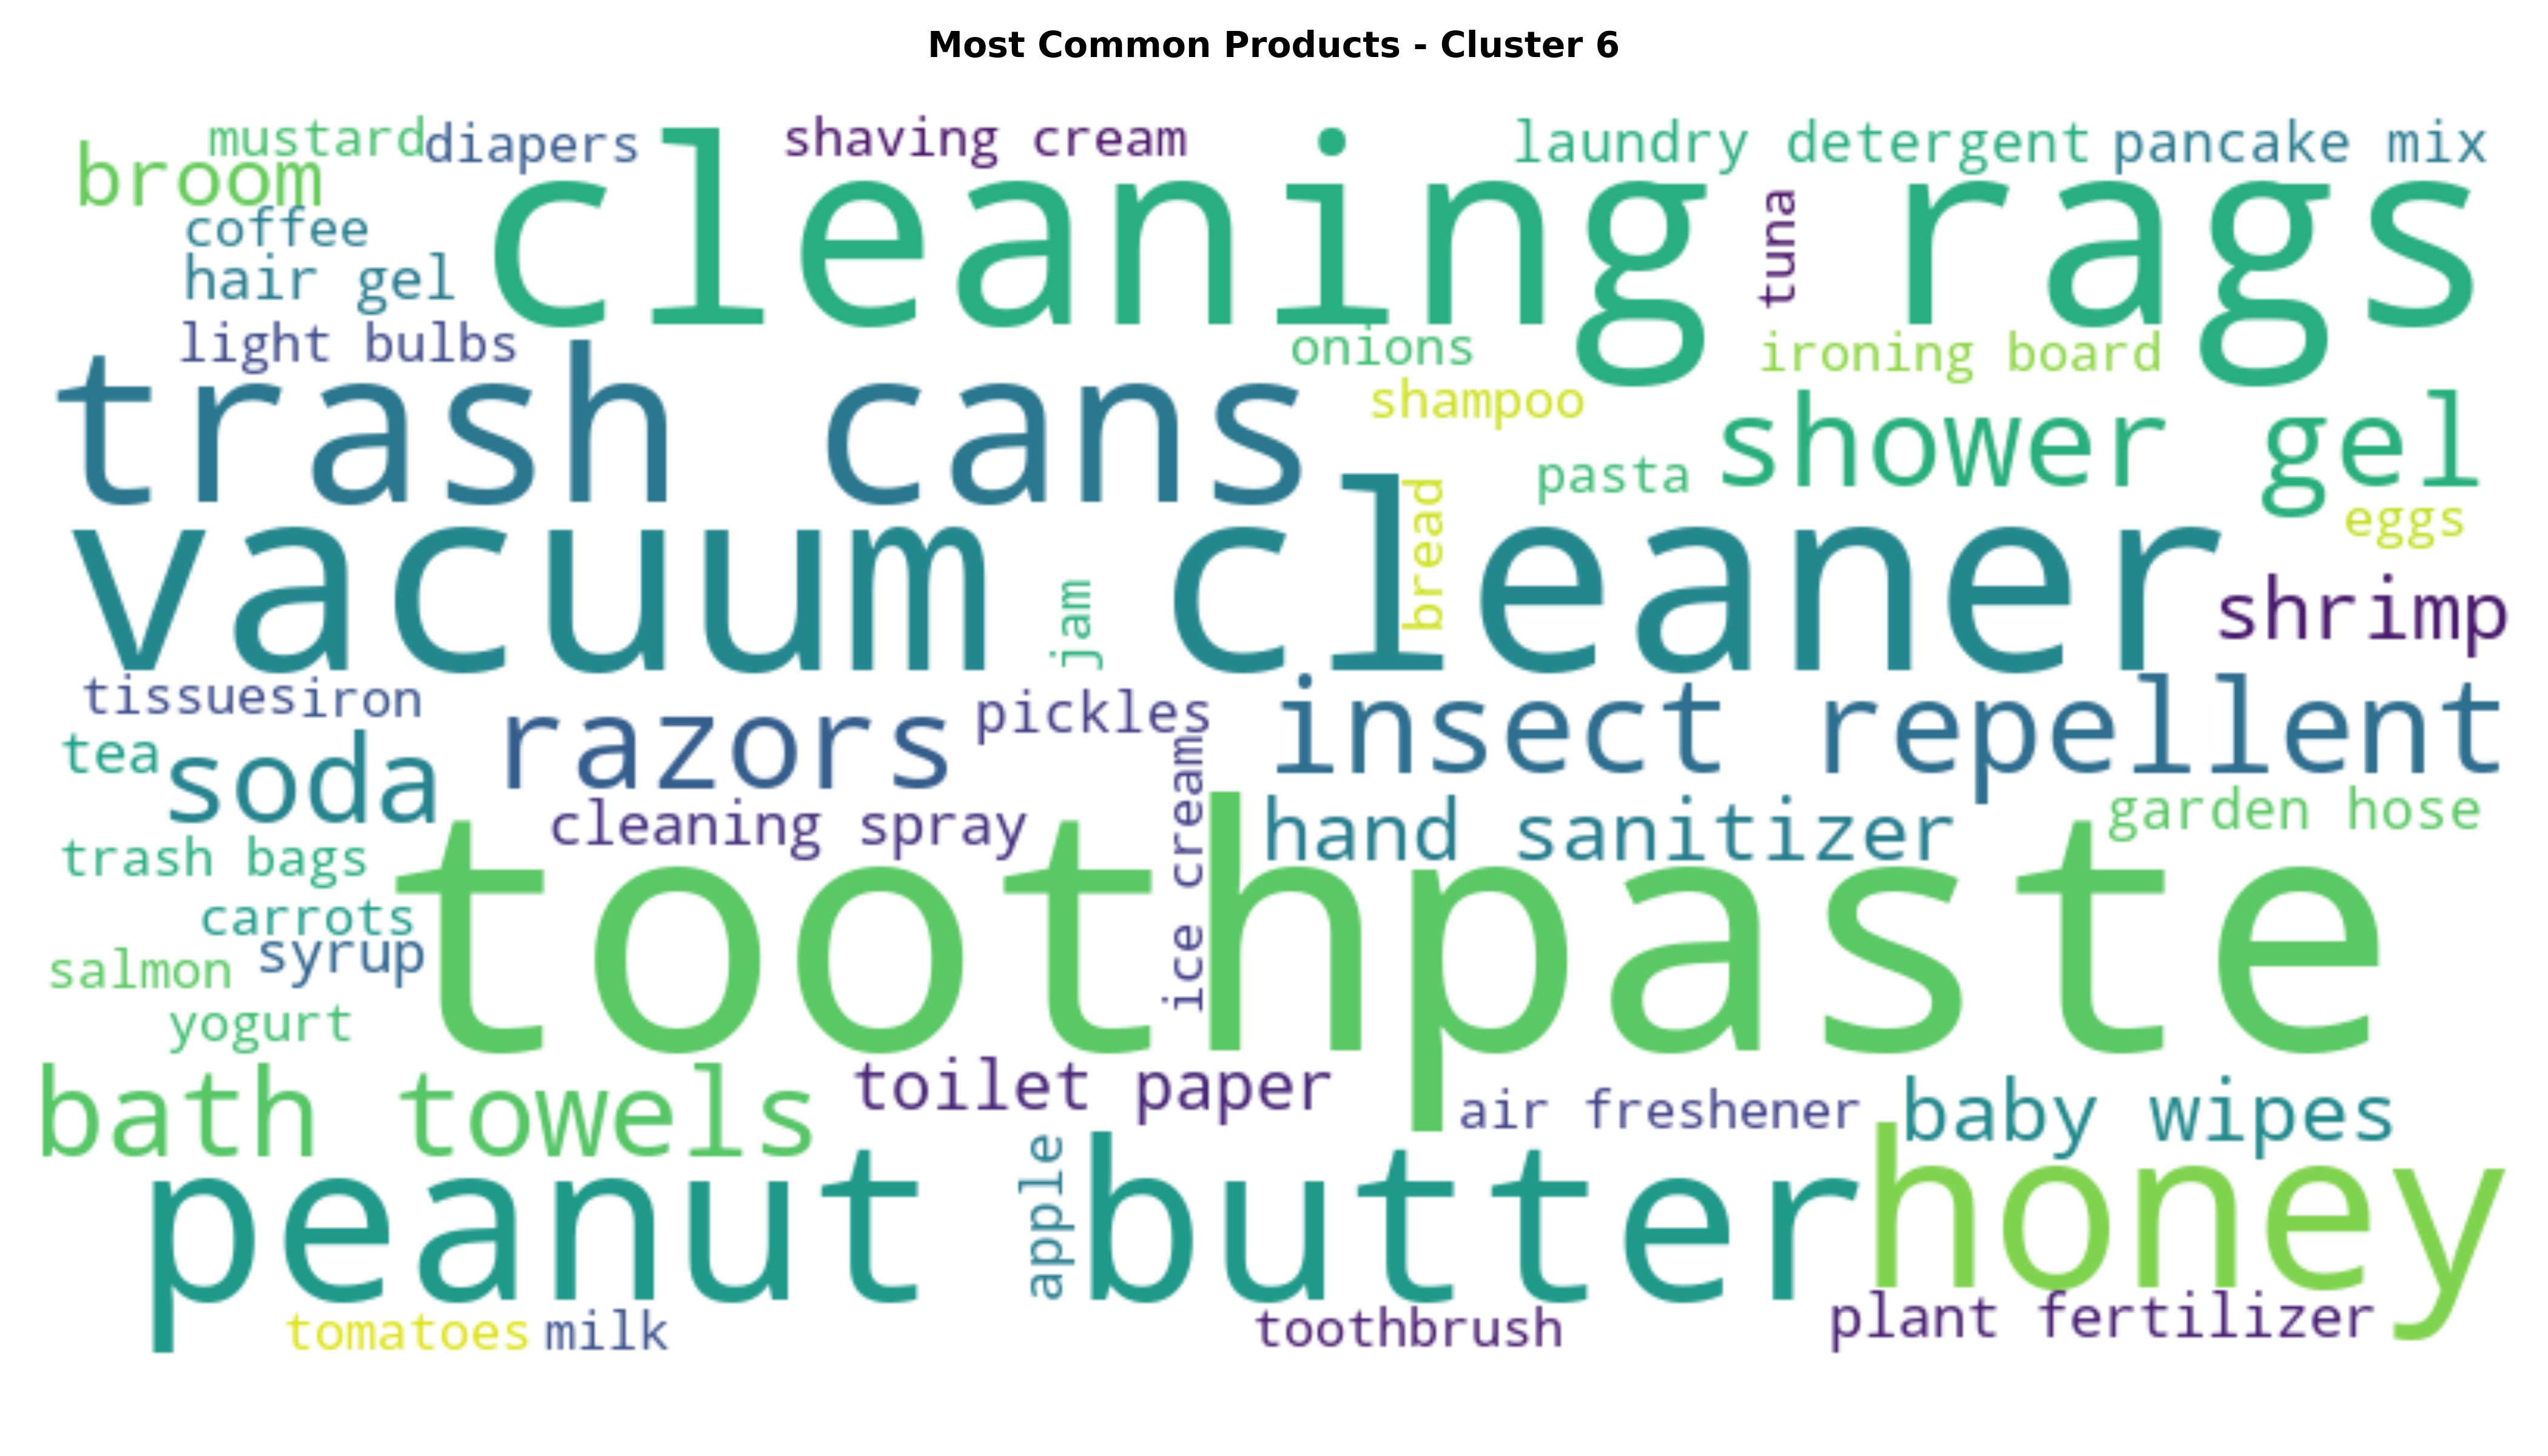 Most Common Products - Cluster 6
mustard
diapers
shaving cream
laundry detergent
pancake mix
broom
cleaning rags
coffee
tuna
hair gel
light bulbs
onions
ironing board
trash cans
shampoo
shower gel
pasta
bread
eggs
vacuum cleaner
jam
shrimp
tissues
iron
razors
pickles
insect repellent
tea
soda
cleaning spray
ice cream
hand sanitizer
garden hose
trash bags
toothpaste
carrots
syrup
salmon
yogurt
bath towels
toilet paper
air freshener
baby wipes
peanut butter
apple
honey
tomatoes
milk
toothbrush
plant fertilizer